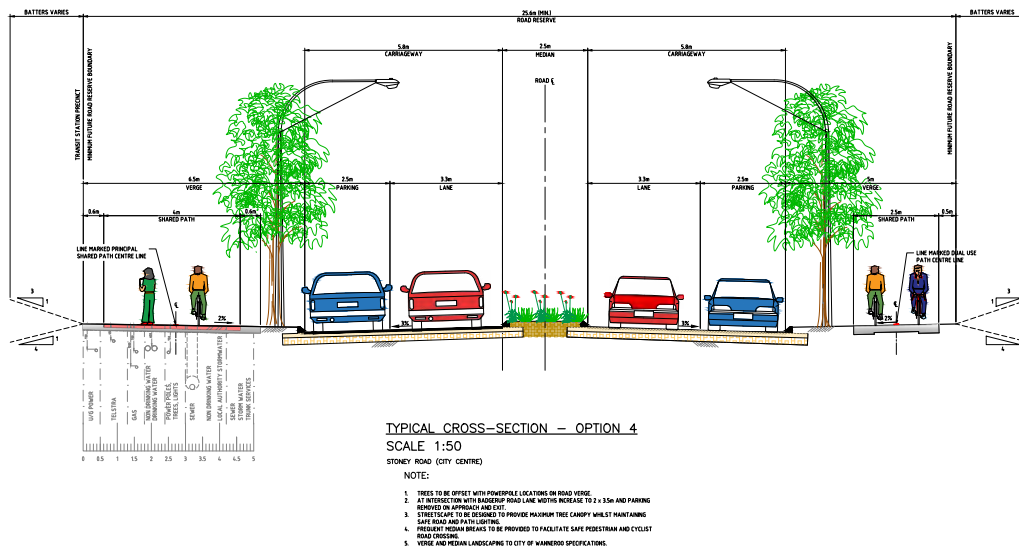 BATTERS VARIES
25.6m (MIN.)
ROAD RESERVE
BATTERS VARIES
5.8m
CARRIAGEWAY
2.5m
MEDIAN
5.8m
CARRIAGEWAY
ROAD ℄
TRANSIT STATION PRECINCT
MINIMUM FUTURE ROAD RESERVE BOUNDARY
MINIMUM FUTURE ROAD RESERVE BOUNDARY
6.5m
VERGE
2.5m
PARKING
3.3m
LANE
3.3m
LANE
2.5m
PARKING
5m
VERGE
0.6m
4m
SHARED PATH
0.6m
2.5m
SHARED PATH
0.5m
LINE MARKED PRINCIPAL
SHARED PATH CENTRE LINE
LINE MARKED DUAL USE
PATH CENTRE LINE
3
1
℄
2%
3%
3%
℄
2%
3
1
1
4
1
4
U/G POWER
TELSTRA
GAS
NON DRINKING WATER
DRINKING WATER
POWER POLES,
TREES, LIGHTS
SEWER
NON DRINKING WATER
LOCAL AUTHORITY STORMWATER
SEWER
STORM WATER
TRUNK SERVICES
0 0.5 1 1.5 2 2.5 3 3.5 4 4.5 5
TYPICAL CROSS-SECTION - OPTION 4
SCALE 1:50
STONEY ROAD (CITY CENTRE)
NOTE:
1. TREES TO BE OFFSET WITH POWERPOLE LOCATIONS ON ROAD VERGE.
2. AT INTERSECTION WITH BADGERUP ROAD LANE WIDTHS INCREASE TO 2 x 3.5m AND PARKING
REMOVED ON APPROACH AND EXIT.
3. STREETSCAPE TO BE DESIGNED TO PROVIDE MAXIMUM TREE CANOPY WHILST MAINTAINING
SAFE ROAD AND PATH LIGHTING.
4. FREQUENT MEDIAN BREAKS TO BE PROVIDED TO FACILITATE SAFE PEDESTRIAN AND CYCLIST
ROAD CROSSING.
5. VERGE AND MEDIAN LANDSCAPING TO CITY OF WANNEROO SPECIFICATIONS.